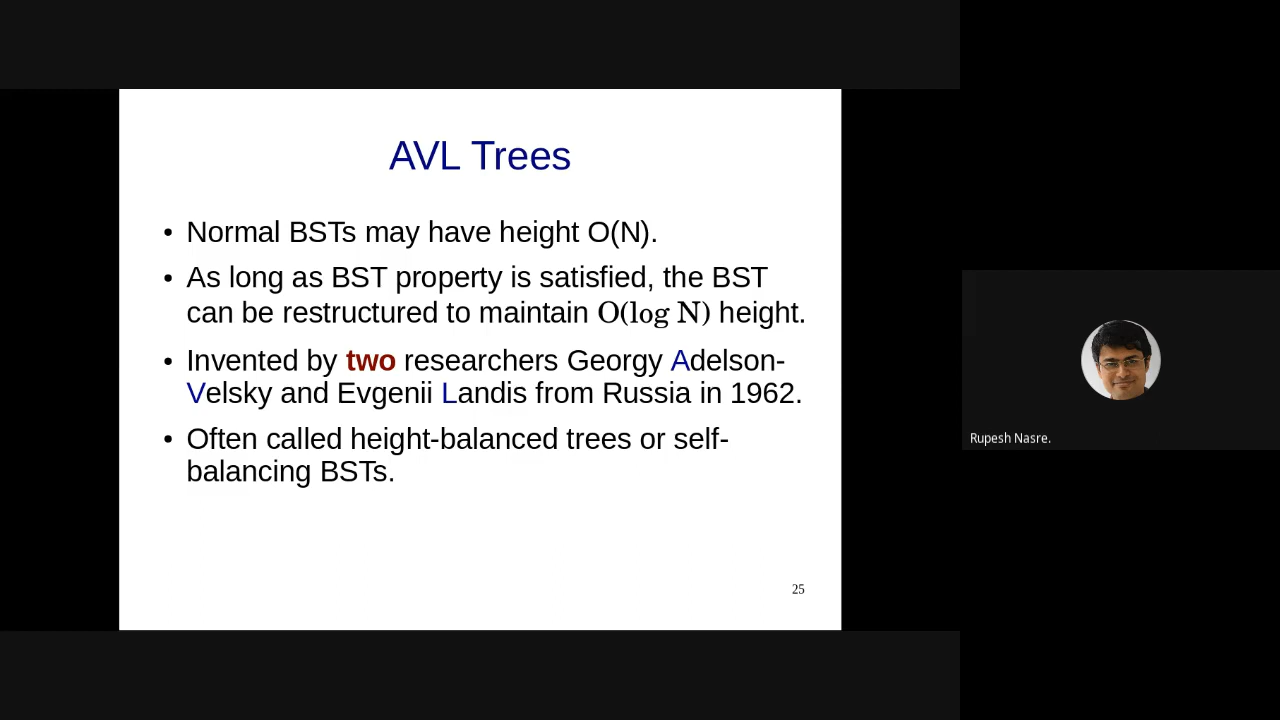 AVL Trees
• Normal BSTs may have height O(N).
• As long as BST property is satisfied, the BST
can be restructured to maintain O(log N) height.
• Invented by two researchers Georgy Adelson-
Velsky and Evgenii Landis from Russia in 1962.
• Often called height-balanced trees or self-
balancing BSTs.
25
Rupesh Nasre.